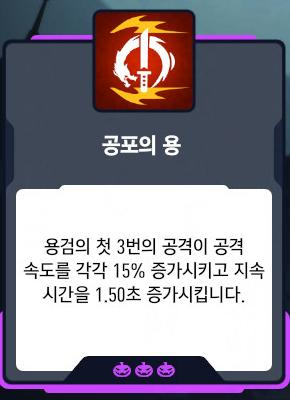 공포의 용
용검의 첫 3번의 공격이 공격
속도를 각각 15% 증가시키고 지속
시간을 1.50초 증가시킵니다.